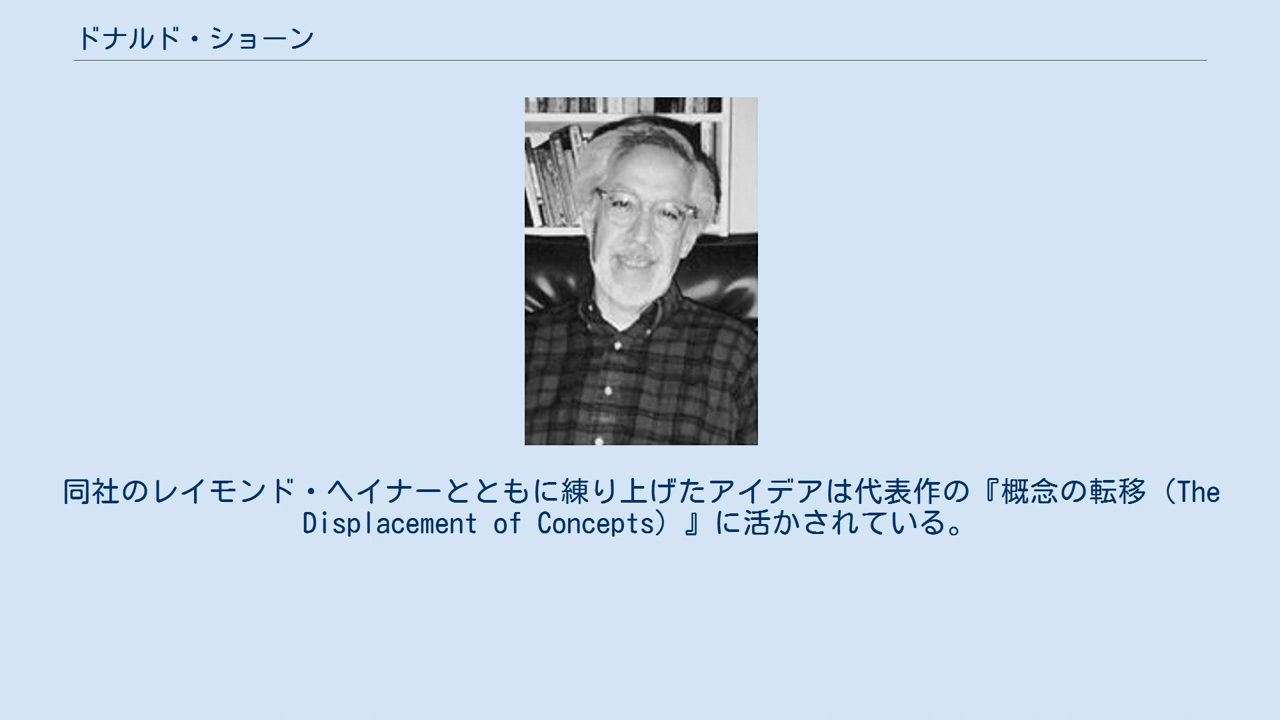 ドナルド・ショーン
同社のレイモンド・ヘイナーとともに練り上げたアイデアは代表作の『概念の転移（The
Displacement of Concepts）』に活かされている。